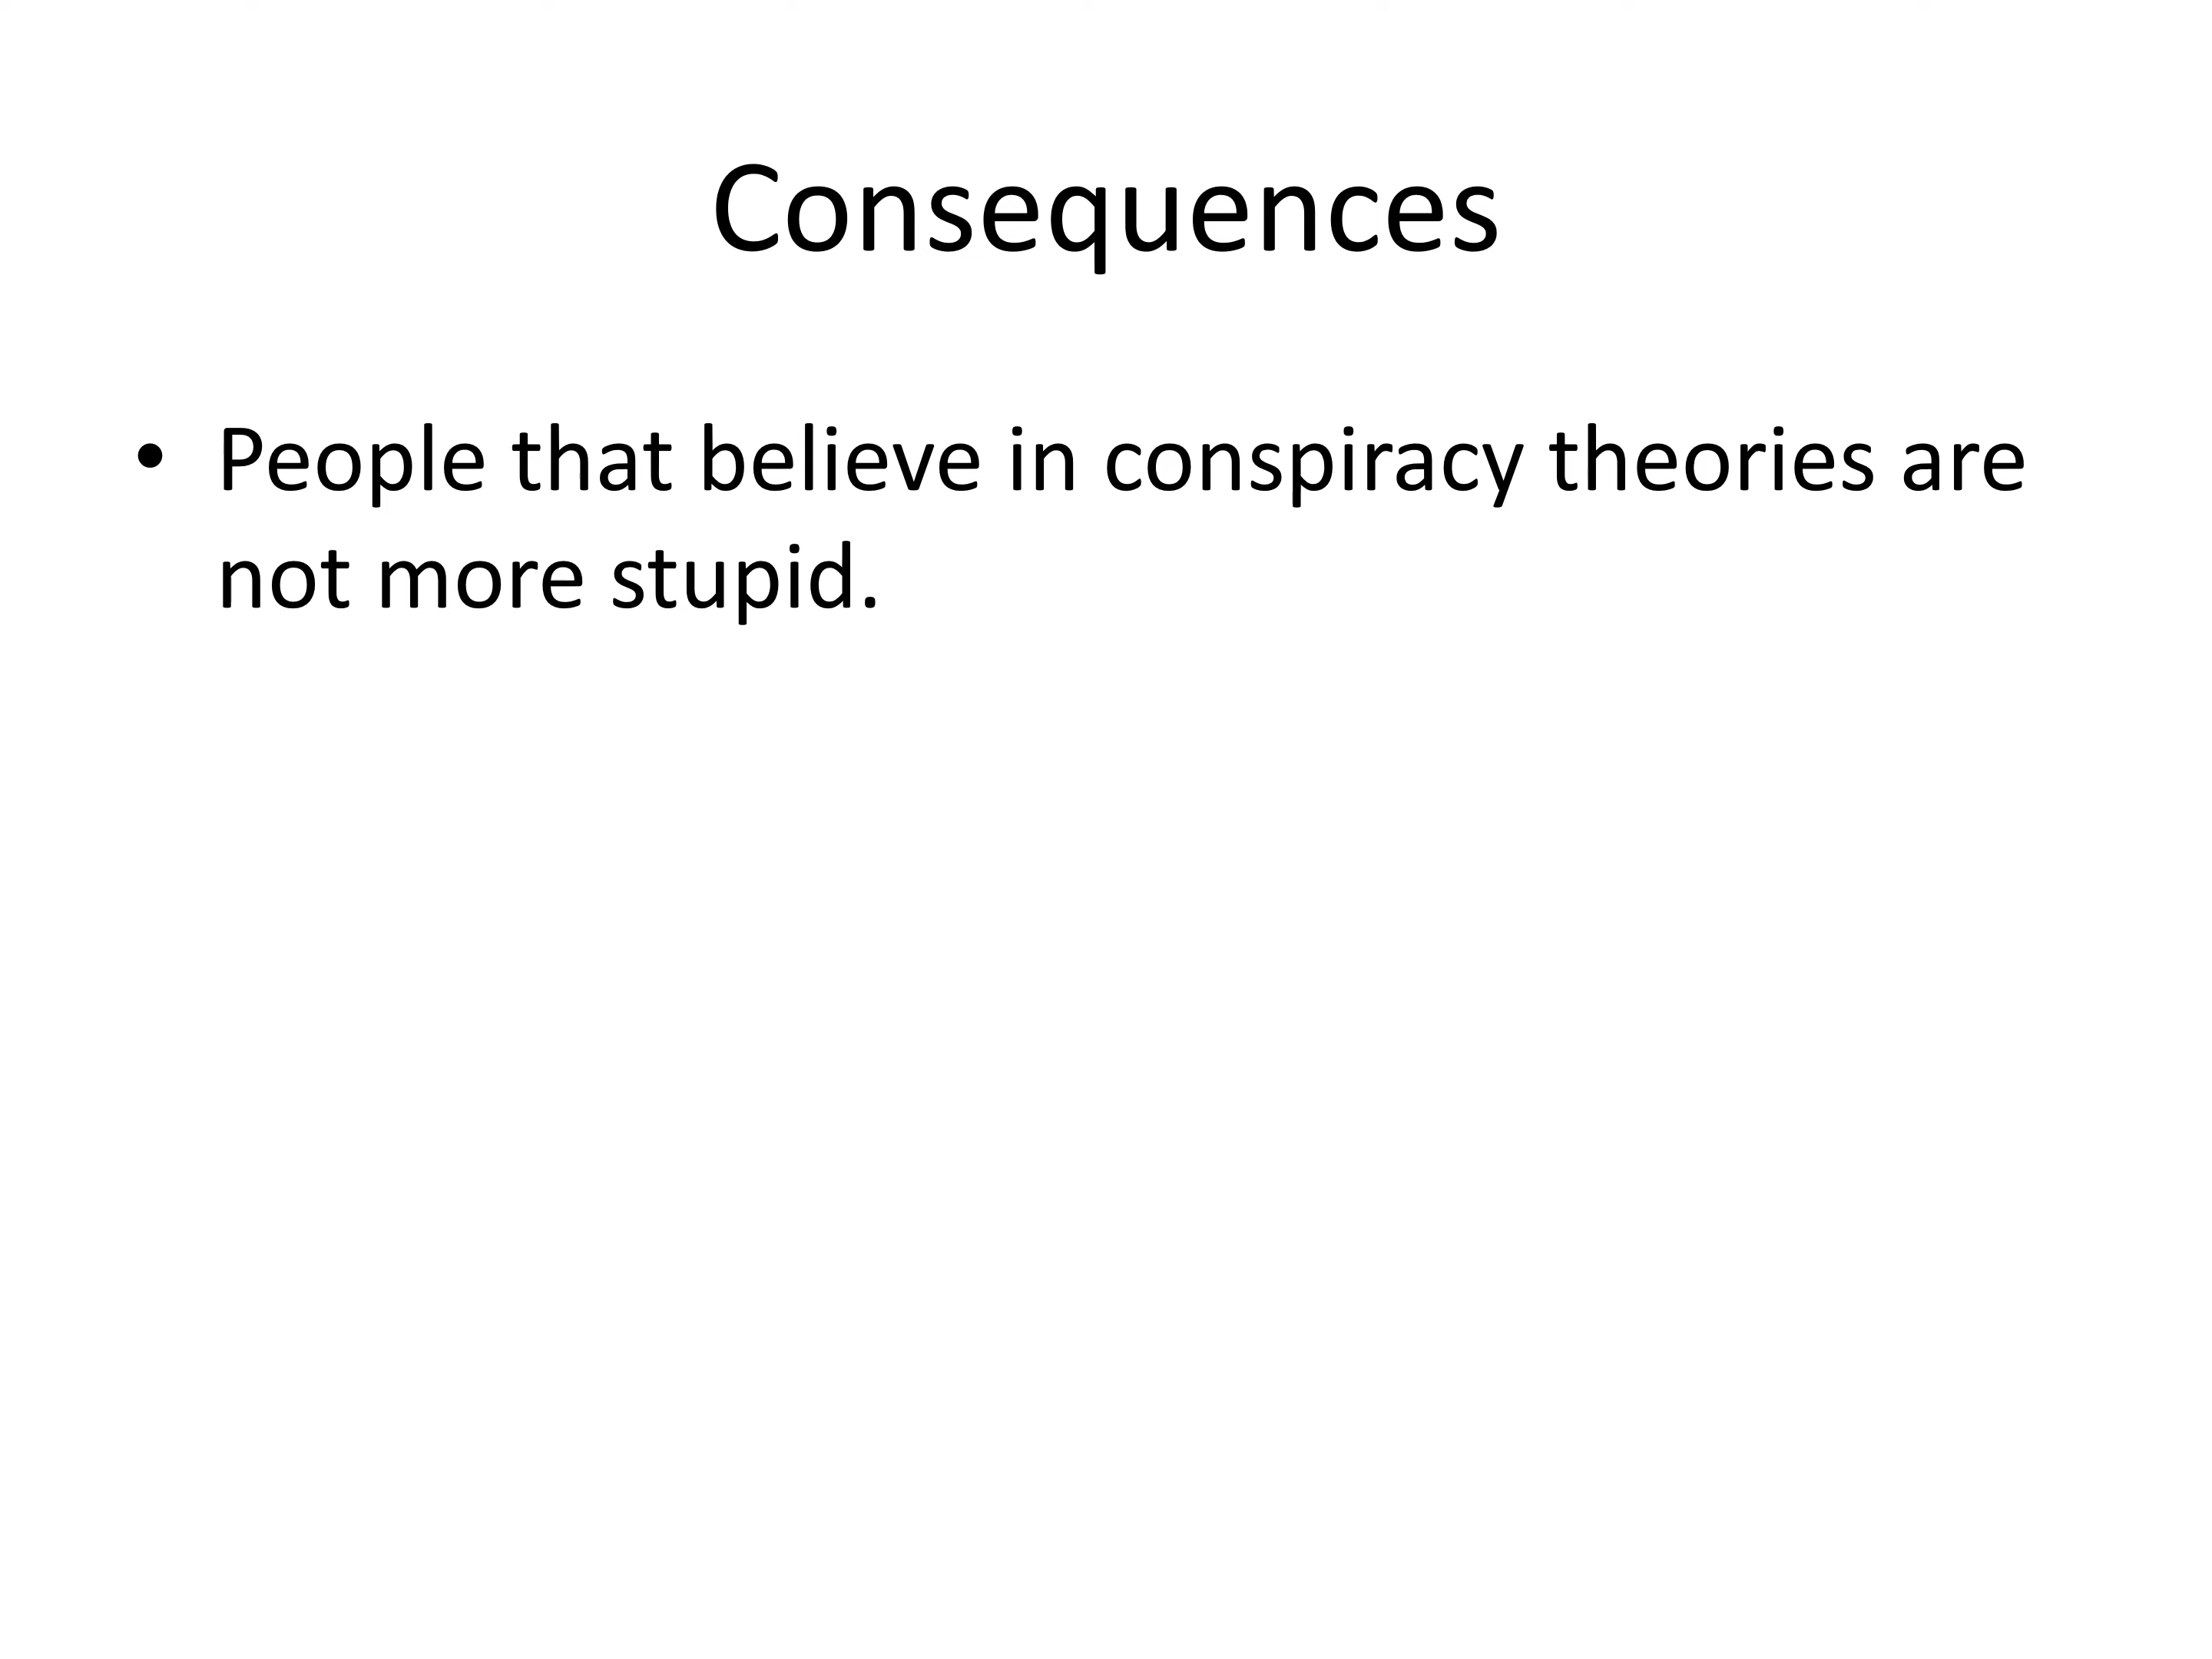 Consequences
• People that believe in conspiracy theories are
not more stupid.